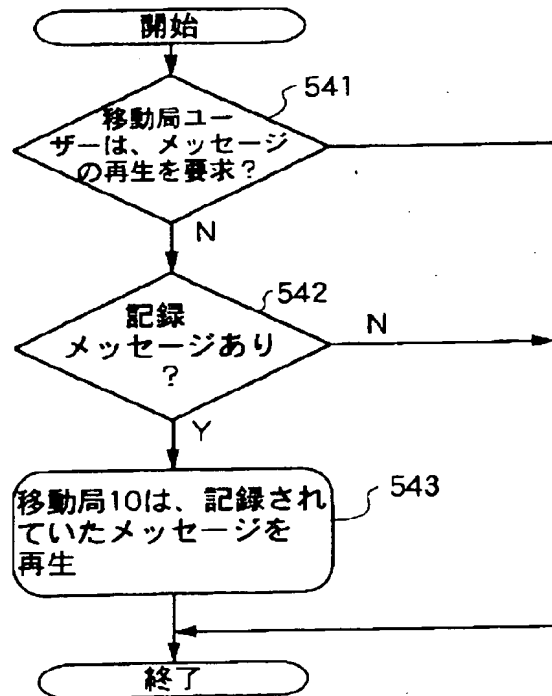 開始
541
移動局ユー
ザーは、メッセージ
の再生を要求？
N
542
記録
メッセージあり
？
N
Y
543
移動局10は、記録され
ていたメッセージを
再生
終了